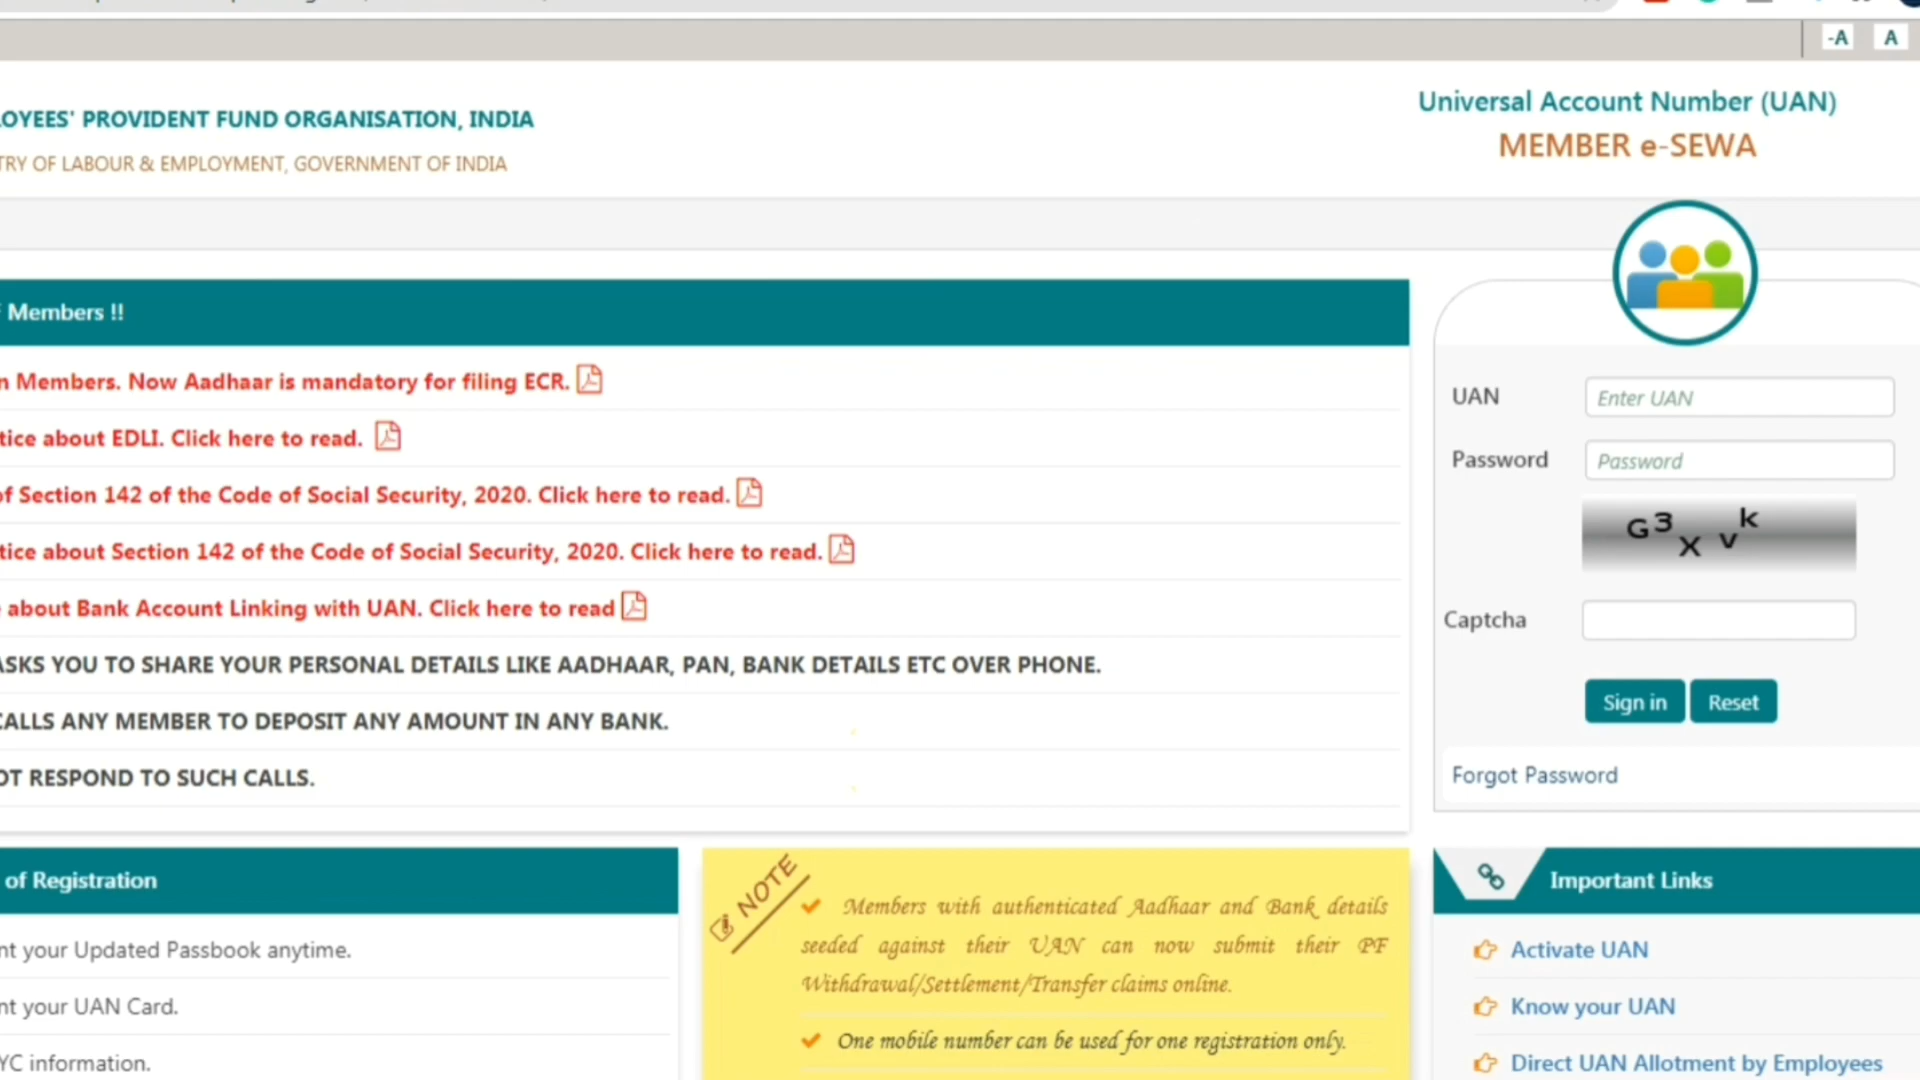 -A A
OYEES' PROVIDENT FUND ORGANISATION, INDIA
TRY OF LABOUR & EMPLOYMENT, GOVERNMENT OF INDIA
Universal Account Number (UAN)
MEMBER e-SEWA
Members !!
n Members. Now Aadhaar is mandatory for filing ECR.
tice about EDLI. Click here to read.
of Section 142 of the Code of Social Security, 2020. Click here to read.
tice about Section 142 of the Code of Social Security, 2020. Click here to read.
about Bank Account Linking with UAN. Click here to read
ASKS YOU TO SHARE YOUR PERSONAL DETAILS LIKE AADHAAR, PAN, BANK DETAILS ETC OVER PHONE.
CALLS ANY MEMBER TO DEPOSIT ANY AMOUNT IN ANY BANK.
OT RESPOND TO SUCH CALLS.
UAN
Enter UAN
Password
Password
G3Xvk
Captcha
Sign in Reset
Forgot Password
of Registration
nt your Updated Passbook anytime.
nt your UAN Card.
YC information.
NOTE
Members with authenticated Aadhaar and Bank details
seeded against their UAN can now submit their PF
Withdrawal/Settlement/Transfer claims online.
One mobile number can be used for one registration only.
Important Links
Activate UAN
Know your UAN
Direct UAN Allotment by Employees